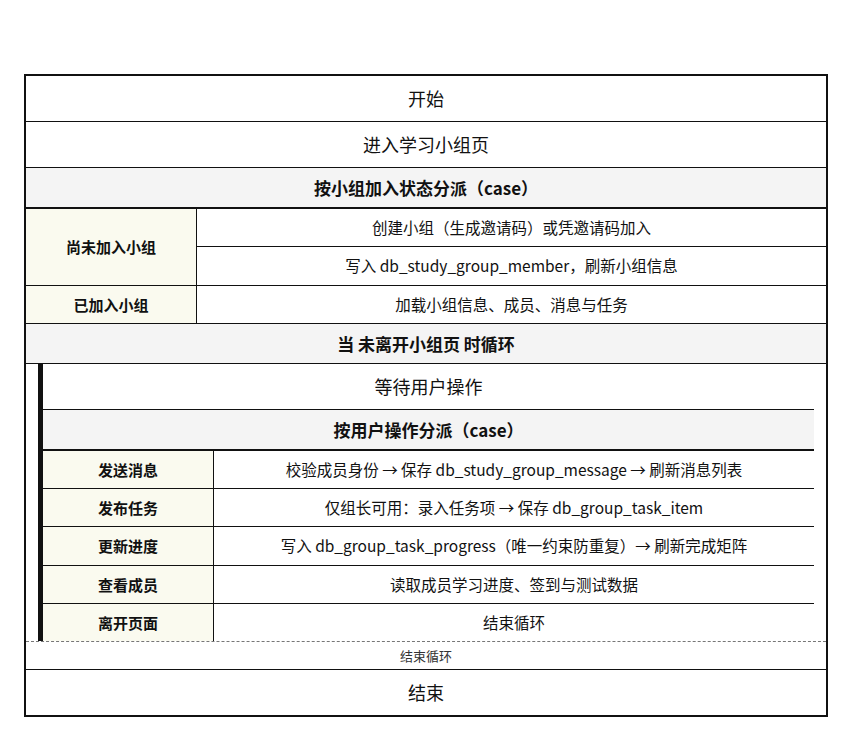 开始
进入学习小组页
按小组加入状态分派（case）
尚未加入小组
创建小组（生成邀请码）或凭邀请码加入
写入 db_study_group_member，刷新小组信息
已加入小组
加载小组信息、成员、消息与任务
当 未离开小组页 时循环
等待用户操作
按用户操作分派（case）
发送消息
校验成员身份 → 保存 db_study_group_message → 刷新消息列表
发布任务
仅组长可用：录入任务项 → 保存 db_group_task_item
更新进度
写入 db_group_task_progress（唯一约束防重复）→ 刷新完成矩阵
查看成员
读取成员学习进度、签到与测试数据
离开页面
结束循环
结束循环
结束